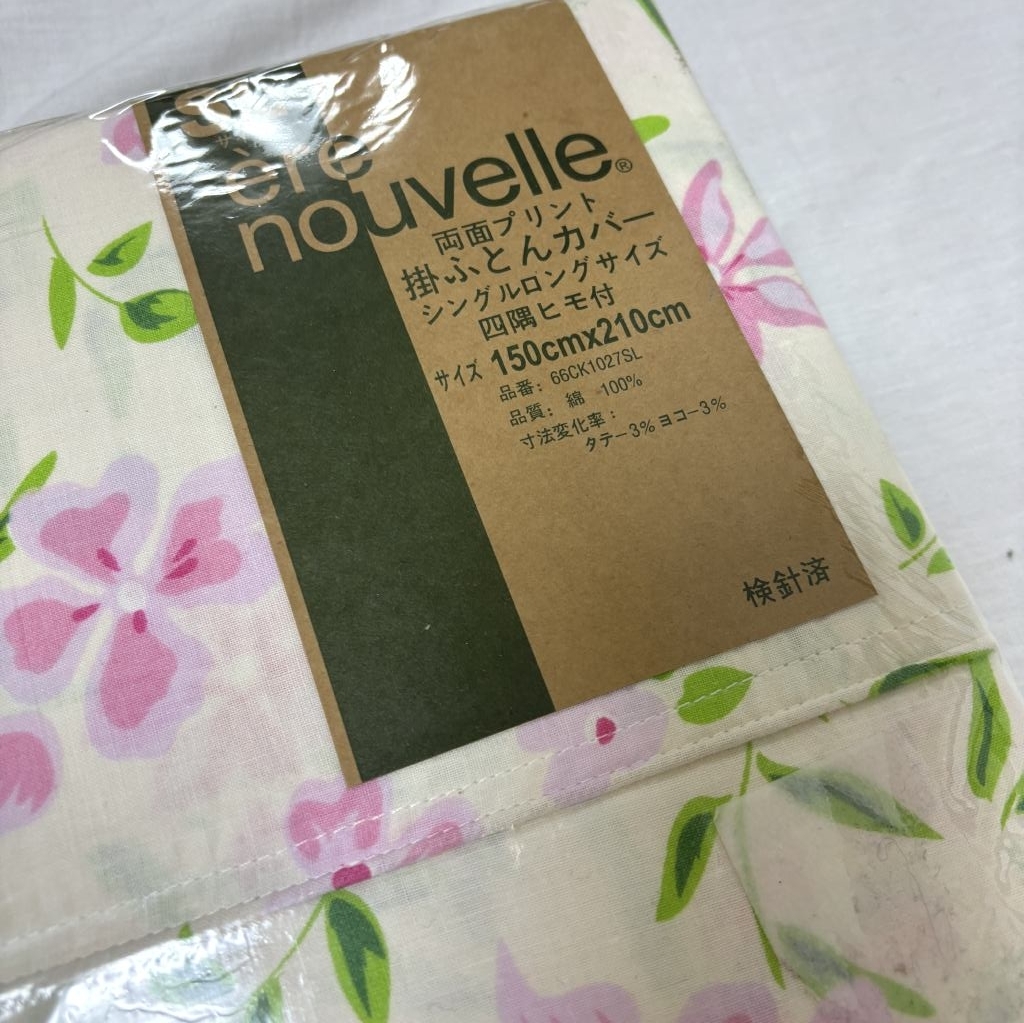 ère
nouvelle®
両面プリント
掛ふとんカバー
シングルロングサイズ
四隅ヒモ付
サイズ 150cmx210cm
品番: 66CK1027SL
品質: 綿 100%
寸法変化率:
タテ-3% ヨコ-3%
検針済